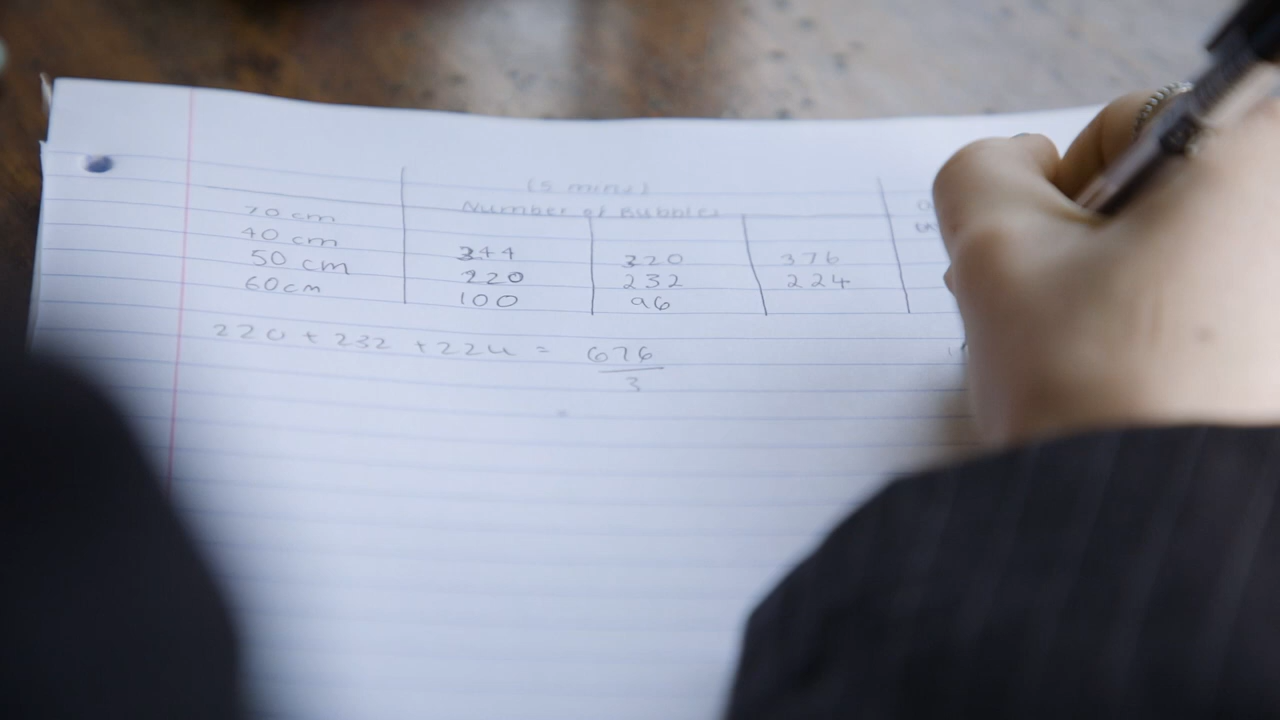 (5 mins)
Number of Bubbles
70 cm
40 cm 344 320 376
50 cm 220 232 224
60cm 100 96
220 + 232 + 224 = 676
3